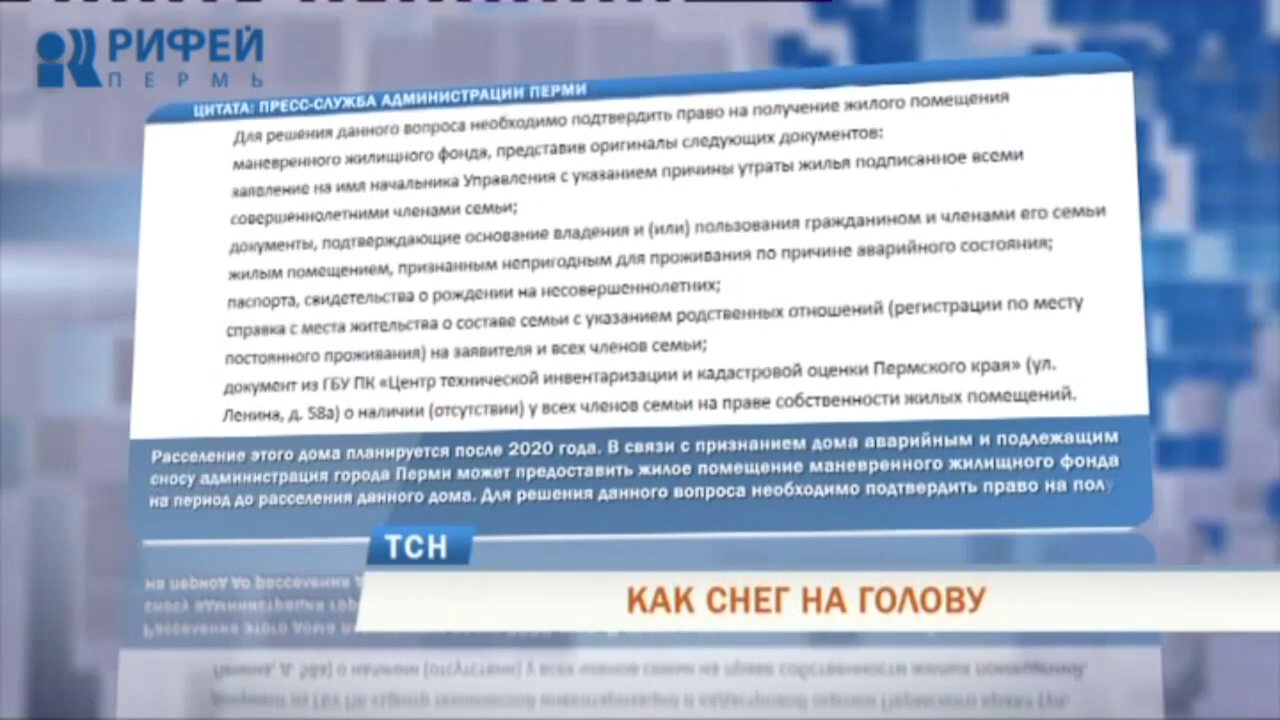 РИФЕЙ
ПЕРМЬ
ЦИТАТА: ПРЕСС-СЛУЖБА АДМИНИСТРАЦИИ ПЕРМИ
Для решения данного вопроса необходимо подтвердить право на получение жилого помещения
маневренного жилищного фонда, представив оригиналы следующих документов:
заявление на имя начальника Управления с указанием причины утраты жилья подписанное всеми
совершеннолетними членами семьи;
документы, подтверждающие основание владения и (или) пользования гражданином и членами его семьи
жилым помещением, признанным непригодным для проживания по причине аварийного состояния;
паспорта, свидетельства о рождении на несовершеннолетних;
справка с места жительства о составе семьи с указанием родственных отношений (регистрации по месту
постоянного проживания) на заявителя и всех членов семьи;
документ из ГБУ ПК «Центр технической инвентаризации и кадастровой оценки Пермского края» (ул.
Ленина, д. 58а) о наличии (отсутствии) у всех членов семьи на праве собственности жилых помещений.
Расселение этого дома планируется после 2020 года. В связи с признанием дома аварийным и подлежащим
сносу администрация города Перми может предоставить жилое помещение маневренного жилищного фонда
на период до расселения данного дома. Для решения данного вопроса необходимо подтвердить право на пол
ТСН
КАК СНЕГ НА ГОЛОВУ